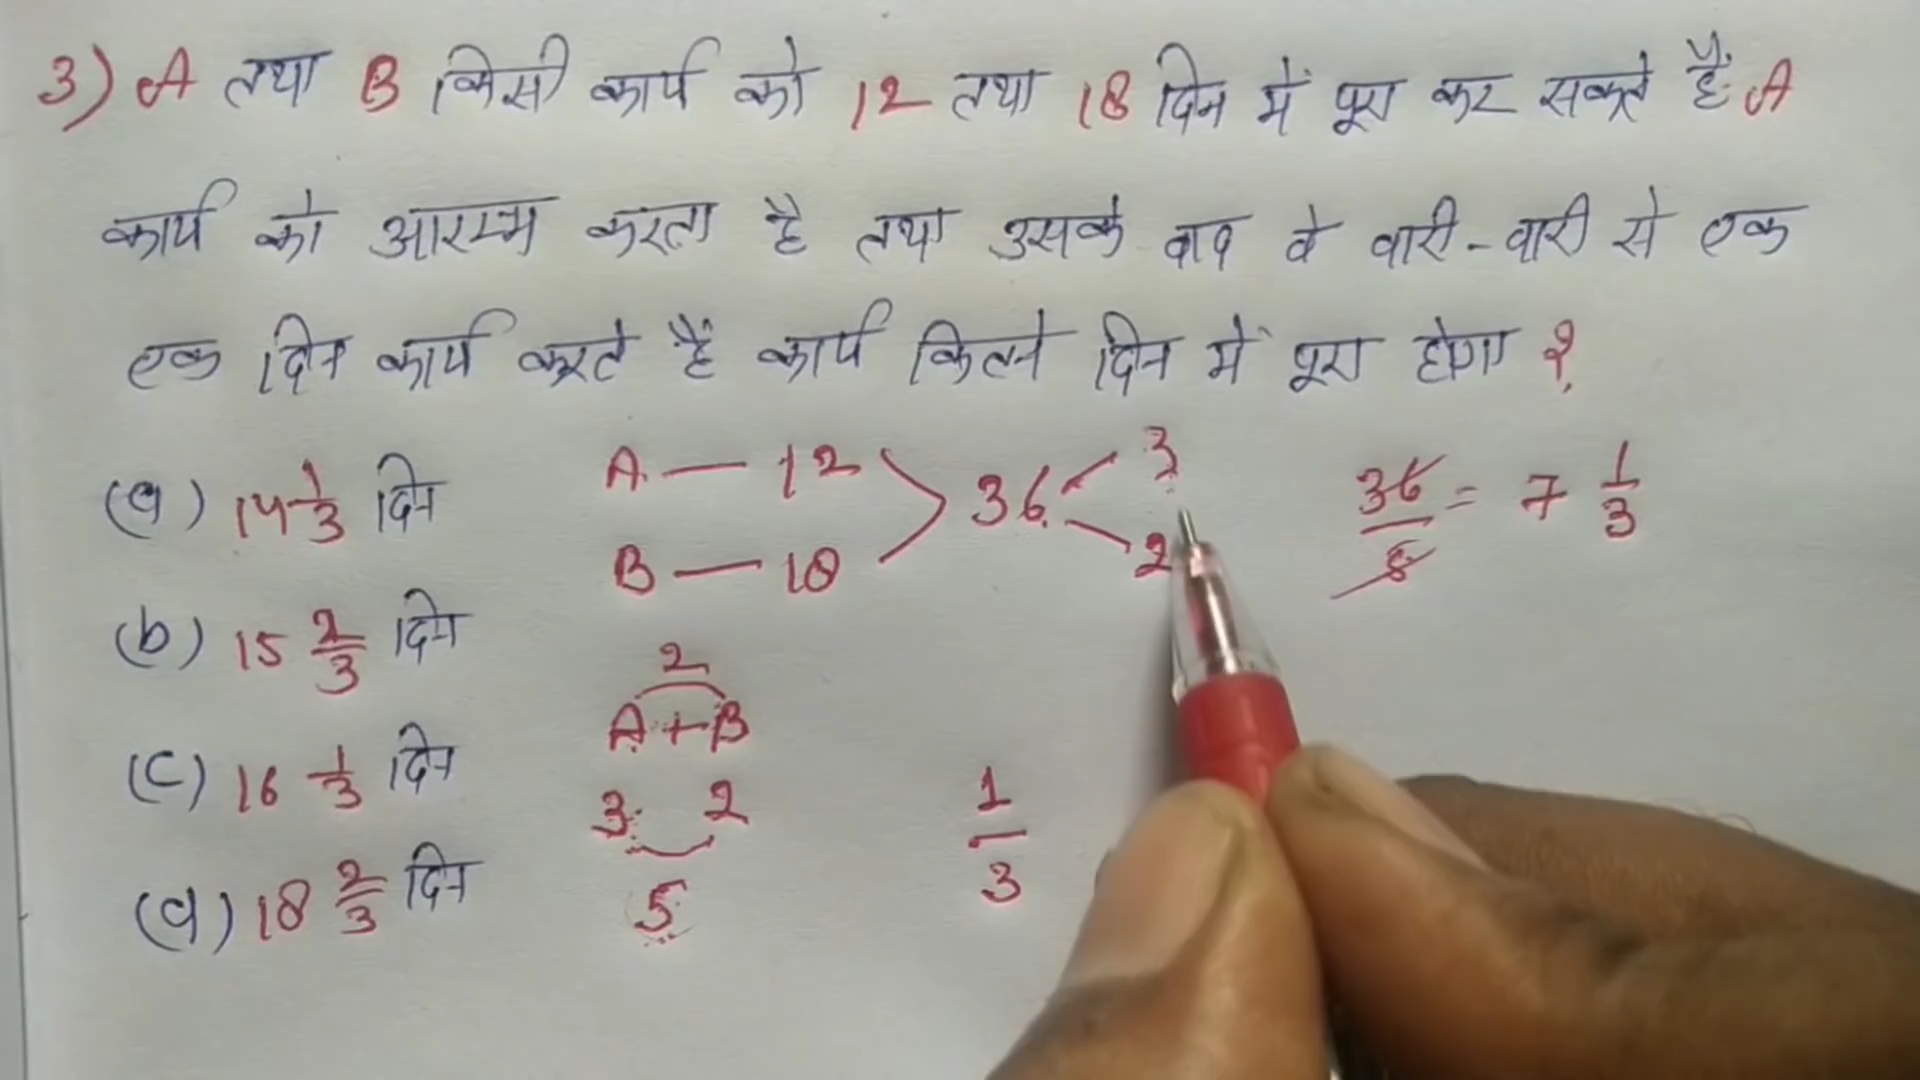 3) A तथा B किसी कार्य को 12 तथा 18 दिन में पूरा कर सकते हैं A
कार्य को आरम्भ करता है तथा उसके बाद वे बारी-बारी से एक
एक दिन कार्य करते हैं कार्य कितने दिन में पूरा होगा ?
(a) 14 1/3 दिन
(b) 15 2/3 दिन
(c) 16 1/3 दिन
(d) 18 2/3 दिन
A — 12
B — 18
36
3
2
36/5 = 7 1/3
2
A + B
3 2
5
1/3